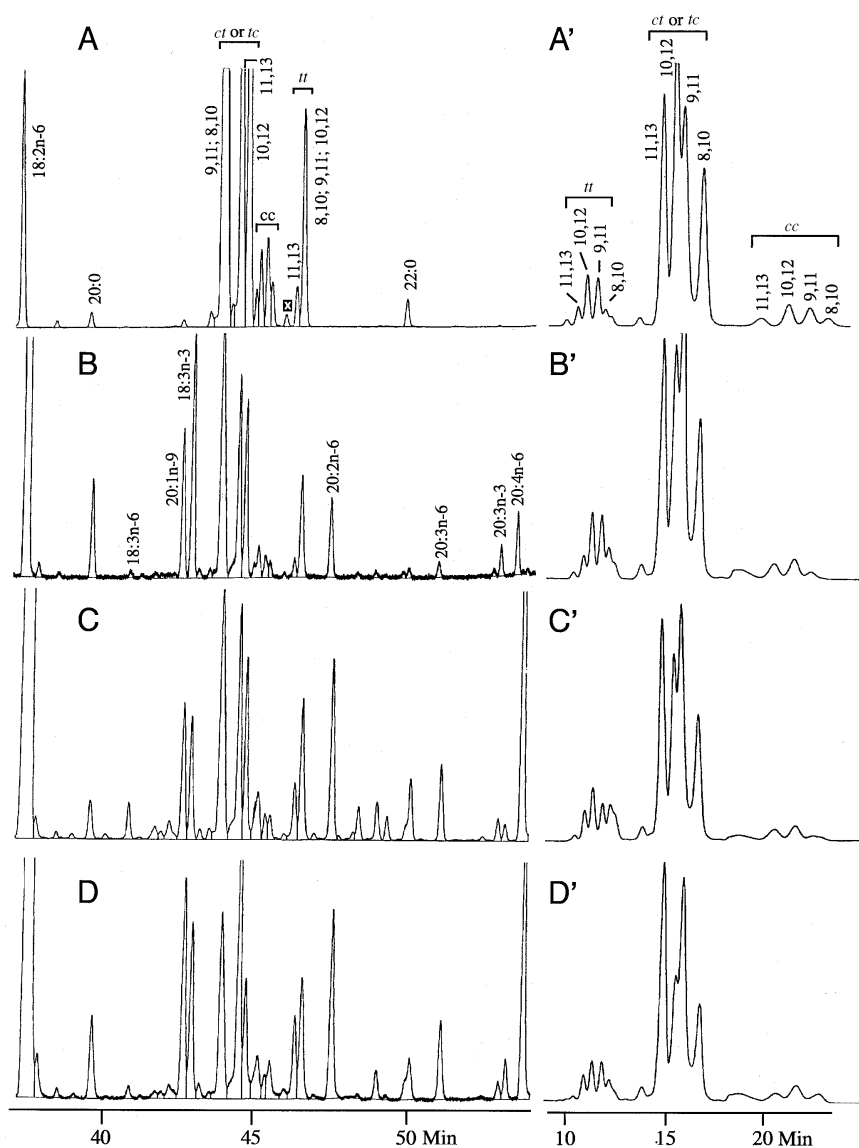 A
ct or tc
18:2n-6
20:0
9,11; 8,10
11,13
10,12
cc
x
11,13
tt
8,10; 9,11; 10,12
22:0
A'
ct or tc
11,13
10,12
9,11
8,10
tt
11,13
10,12
9,11
8,10
cc
11,13
10,12
9,11
8,10
B
18:3n-6
20:1n-9
18:3n-3
20:2n-6
20:3n-6
20:3n-3
20:4n-6
B'
C
C'
D
D'
40 45 50 Min
10 15 20 Min